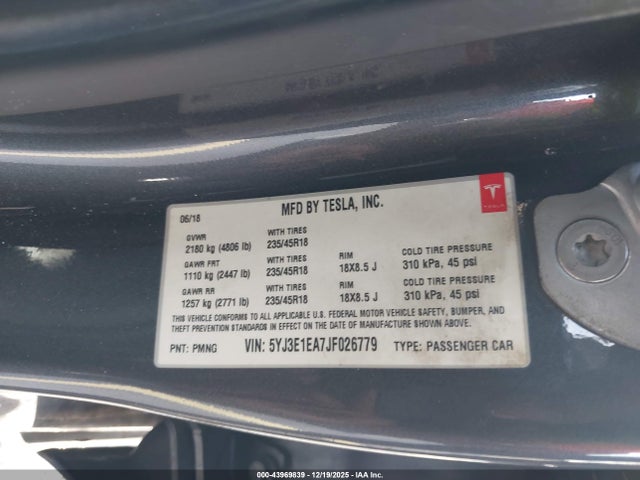 MFD BY TESLA, INC.
TESLA
06/18
GVWR WITH TIRES
2180 kg (4806 lb) 235/45R18
GAWR FRT WITH TIRES RIM COLD TIRE PRESSURE
1110 kg (2447 lb) 235/45R18 18X8.5 J 310 kPa, 45 psi
GAWR RR WITH TIRES RIM COLD TIRE PRESSURE
1257 kg (2771 lb) 235/45R18 18X8.5 J 310 kPa, 45 psi
THIS VEHICLE CONFORMS TO ALL APPLICABLE U.S. FEDERAL MOTOR VEHICLE SAFETY, BUMPER, AND
THEFT PREVENTION STANDARDS IN EFFECT ON THE DATE OF MANUFACTURE SHOWN ABOVE.
PNT: PMNG VIN: 5YJ3E1EA7JF026779 TYPE: PASSENGER CAR
000-43969839 - 12/19/2025 - IAA Inc.